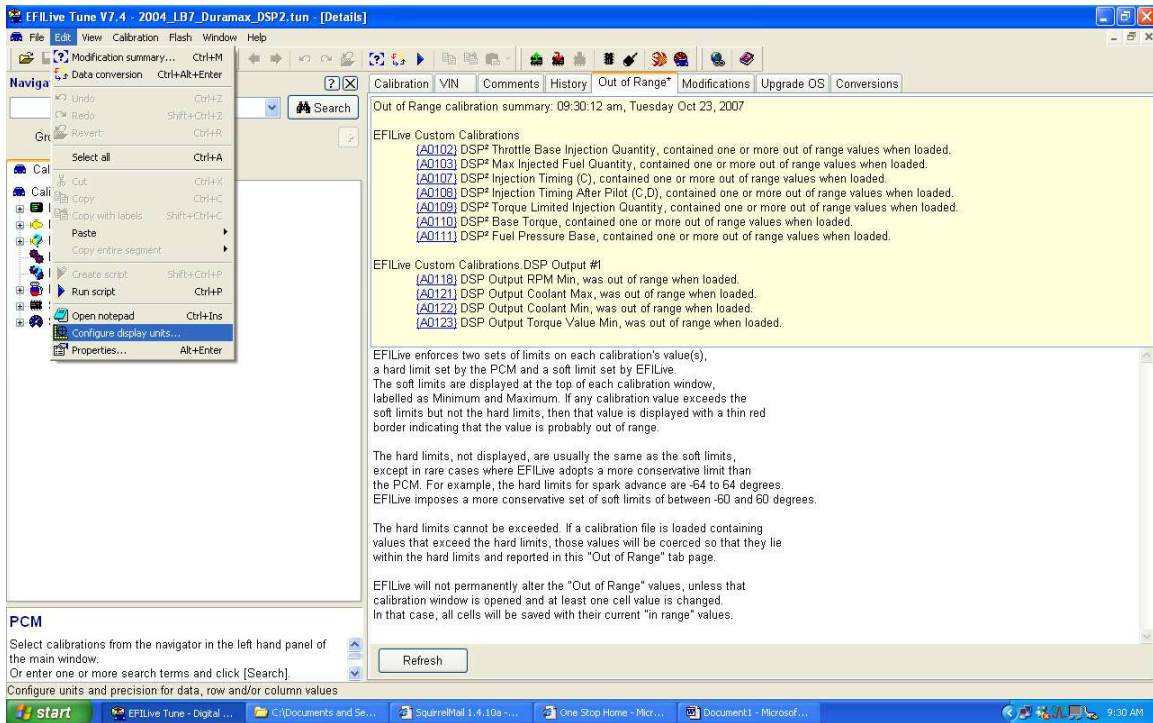 EFILive Tune V7.4 - 2004_LB7_Duramax_DSP2.tun - [Details]
File Edit View Calibration Flash Window Help
Modification summary... Ctrl+M
Data conversion Ctrl+Alt+Enter
Undo Ctrl+Z
Redo Shift+Ctrl+Z
Revert Ctrl+R
Select all Ctrl+A
Cut Ctrl+X
Copy Ctrl+C
Copy with labels Shift+Ctrl+C
Paste
Copy entire segment
Create script Shift+Ctrl+P
Run script Ctrl+P
Open notepad Ctrl+Ins
Configure display units...
Properties... Alt+Enter
Naviga
Search
Gro
Cal
Cali
PCM
Select calibrations from the navigator in the left hand panel of
the main window.
Or enter one or more search terms and click [Search].
Calibration VIN Comments History Out of Range* Modifications Upgrade OS Conversions
Out of Range calibration summary: 09:30:12 am, Tuesday Oct 23, 2007
EFILive Custom Calibrations
{A0102} DSP² Throttle Base Injection Quantity, contained one or more out of range values when loaded.
{A0103} DSP² Max Injected Fuel Quantity, contained one or more out of range values when loaded.
{A0107} DSP² Injection Timing (C), contained one or more out of range values when loaded.
{A0108} DSP² Injection Timing After Pilot (C,D), contained one or more out of range values when loaded.
{A0109} DSP² Torque Limited Injection Quantity, contained one or more out of range values when loaded.
{A0110} DSP² Base Torque, contained one or more out of range values when loaded.
{A0111} DSP² Fuel Pressure Base, contained one or more out of range values when loaded.
EFILive Custom Calibrations.DSP Output #1
{A0118} DSP Output RPM Min, was out of range when loaded.
{A0121} DSP Output Coolant Max, was out of range when loaded.
{A0122} DSP Output Coolant Min, was out of range when loaded.
{A0123} DSP Output Torque Value Min, was out of range when loaded.
EFILive enforces two sets of limits on each calibration's value(s),
a hard limit set by the PCM and a soft limit set by EFILive.
The soft limits are displayed at the top of each calibration window,
labelled as Minimum and Maximum. If any calibration value exceeds the
soft limits but not the hard limits, then that value is displayed with a thin red
border indicating that the value is probably out of range.
The hard limits, not displayed, are usually the same as the soft limits,
except in rare cases where EFILive adopts a more conservative limit than
the PCM. For example, the hard limits for spark advance are -64 to 64 degrees.
EFILive imposes a more conservative set of soft limits of between -60 and 60 degrees.
The hard limits cannot be exceeded. If a calibration file is loaded containing
values that exceed the hard limits, those values will be coerced so that they lie
within the hard limits and reported in this "Out of Range" tab page.
EFILive will not permanently alter the "Out of Range" values, unless that
calibration window is opened and at least one cell value is changed.
In that case, all cells will be saved with their current "in range" values.
Refresh
Configure units and precision for data, row and/or column values
start EFILive Tune - Digital ... C:\Documents and Se... SquirrelMail 1.4.10a -... One Stop Home - Micr... Document1 - Microsof... 9:30 AM